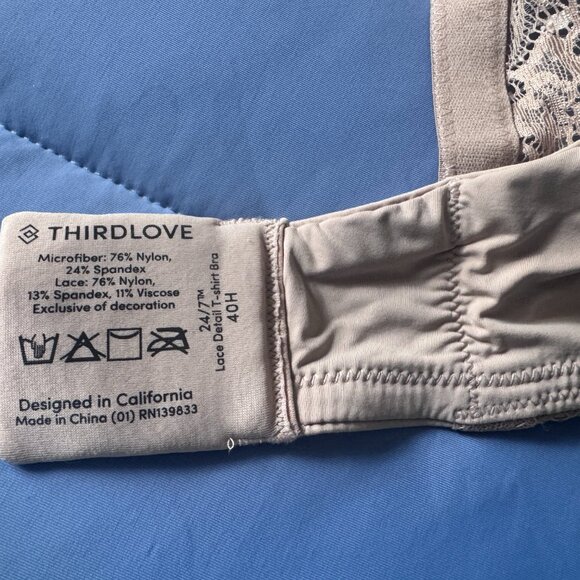 THIRDLOVE
Microfiber: 76% Nylon,
24% Spandex
Lace: 76% Nylon,
13% Spandex, 11% Viscose
Exclusive of decoration
Designed in California
Made in China (01) RN139833
24/7™
Lace Detail T-shirt Bra
40H